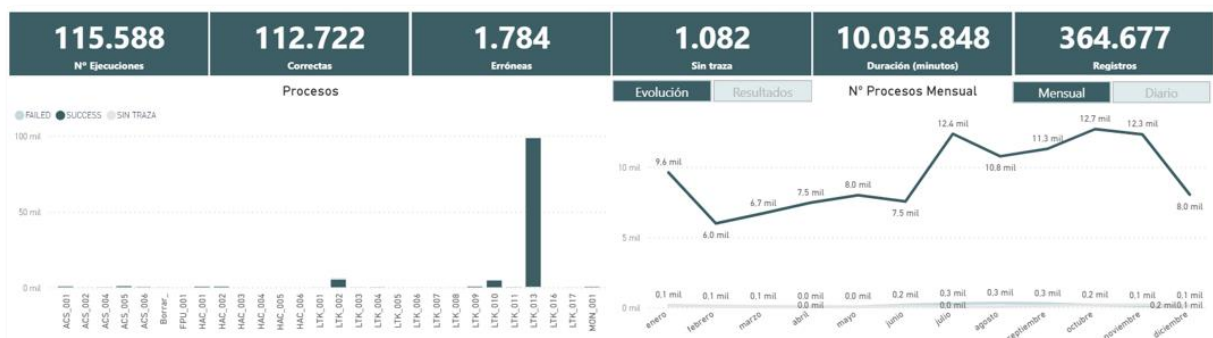 115.588
Nº Ejecuciones
112.722
Correctas
1.784
Erróneas
1.082
Sin traza
10.035.848
Duración (minutos)
364.677
Registros
Procesos
FAILED SUCCESS SIN TRAZA
100 mil
50 mil
0 mil
ACS_001
ACS_002
ACS_004
ACS_005
ACS_006
Borrar_
FPU_001
HAC_001
HAC_002
HAC_003
HAC_004
HAC_005
HAC_006
LTK_001
LTK_002
LTK_003
LTK_004
LTK_005
LTK_006
LTK_007
LTK_008
LTK_009
LTK_010
LTK_011
LTK_013
LTK_016
LTK_017
MON_001
Evolución Resultados
Nº Procesos Mensual
Mensual Diario
10 mil
5 mil
0 mil
9,6 mil
6,0 mil
6,7 mil
7,5 mil
8,0 mil
7,5 mil
12,4 mil
10,8 mil
11,3 mil
12,7 mil
12,3 mil
8,0 mil
0,1 mil
0,1 mil
0,1 mil
0,0 mil
0,0 mil
0,0 mil
0,2 mil
0,3 mil
0,0 mil
0,3 mil
0,3 mil
0,2 mil
0,1 mil
0,2 mil
0,1 mil
0,1 mil
enero
febrero
marzo
abril
mayo
junio
julio
agosto
septiembre
octubre
noviembre
diciembre